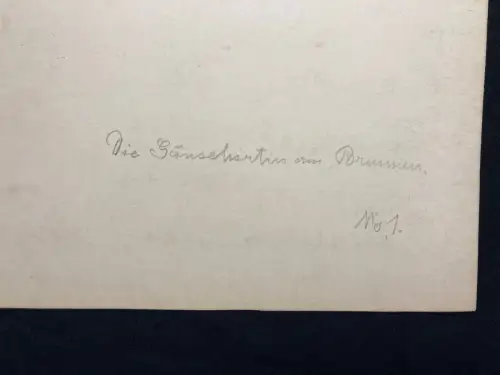 Die Gänsehirtin am Brunnen.
No 1.